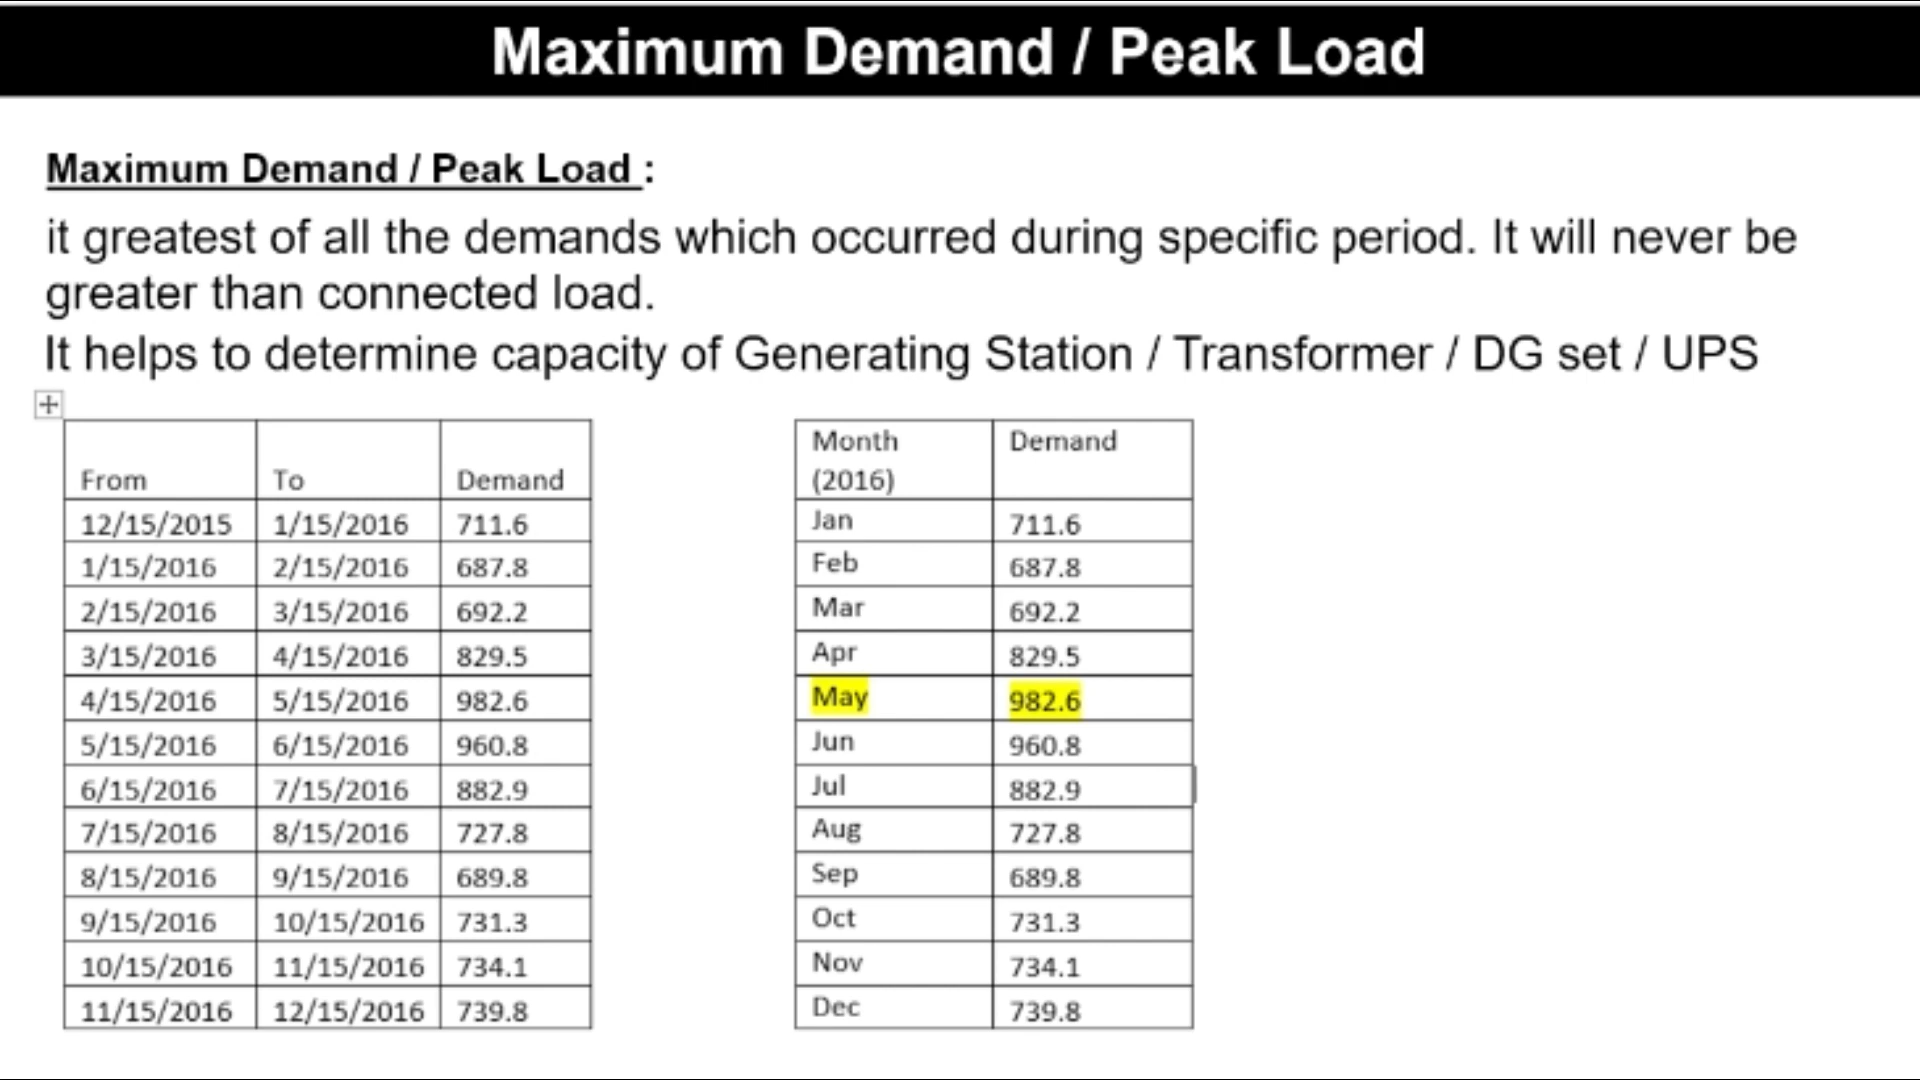 Maximum Demand / Peak Load
Maximum Demand / Peak Load :
it greatest of all the demands which occurred during specific period. It will never be
greater than connected load.
It helps to determine capacity of Generating Station / Transformer / DG set / UPS
From To Demand
12/15/2015 1/15/2016 711.6
1/15/2016 2/15/2016 687.8
2/15/2016 3/15/2016 692.2
3/15/2016 4/15/2016 829.5
4/15/2016 5/15/2016 982.6
5/15/2016 6/15/2016 960.8
6/15/2016 7/15/2016 882.9
7/15/2016 8/15/2016 727.8
8/15/2016 9/15/2016 689.8
9/15/2016 10/15/2016 731.3
10/15/2016 11/15/2016 734.1
11/15/2016 12/15/2016 739.8
Month Demand
(2016)
Jan 711.6
Feb 687.8
Mar 692.2
Apr 829.5
May 982.6
Jun 960.8
Jul 882.9
Aug 727.8
Sep 689.8
Oct 731.3
Nov 734.1
Dec 739.8